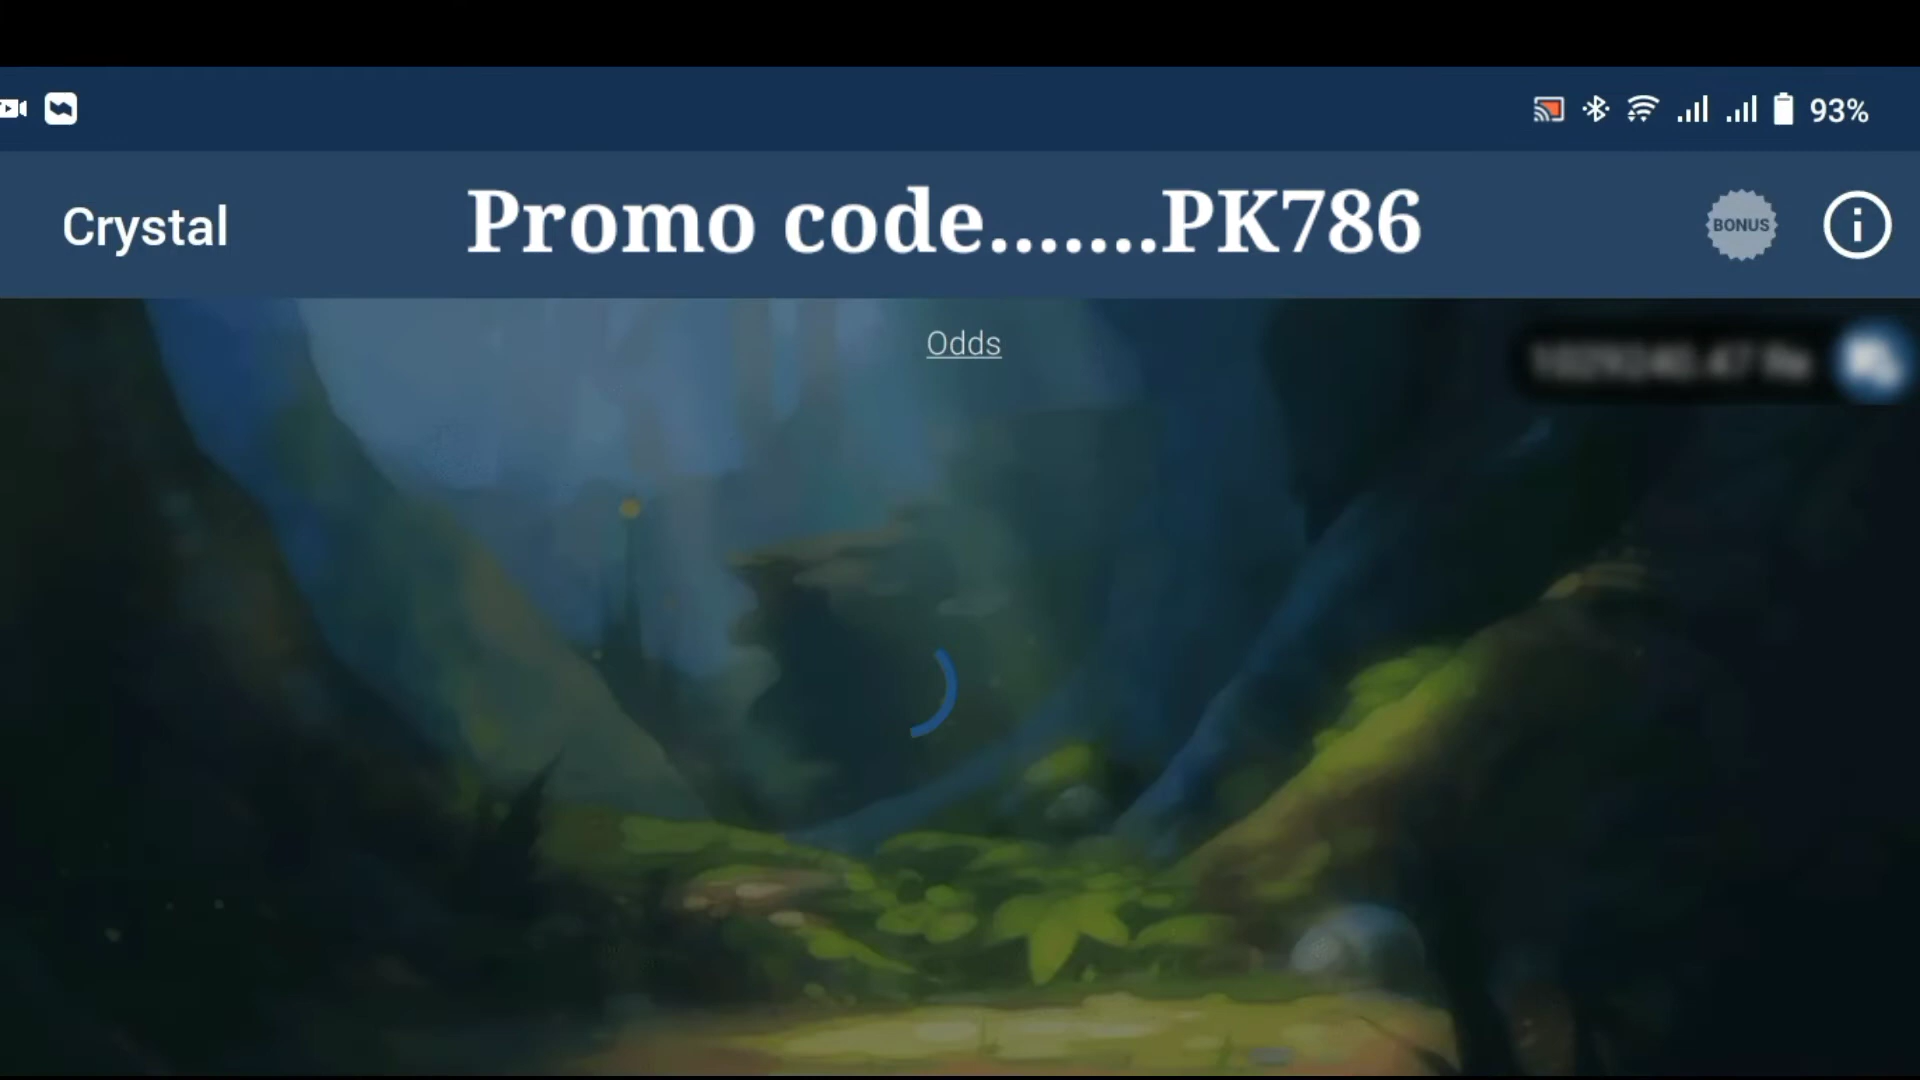 93%
Crystal
Promo code.......PK786
BONUS
Odds